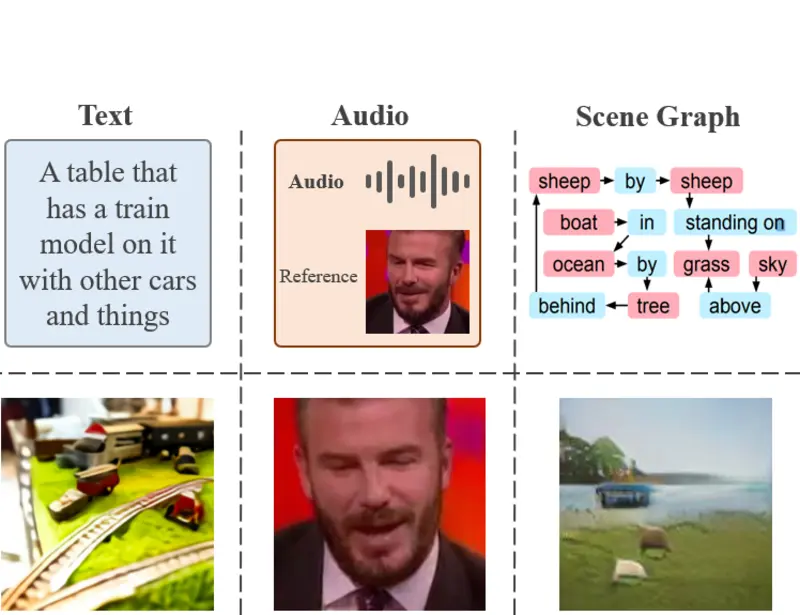 Text
A table that
has a train
model on it
with other cars
and things
Audio
Audio
Reference
Scene Graph
sheep by sheep
boat in standing on
ocean by grass sky
behind tree above